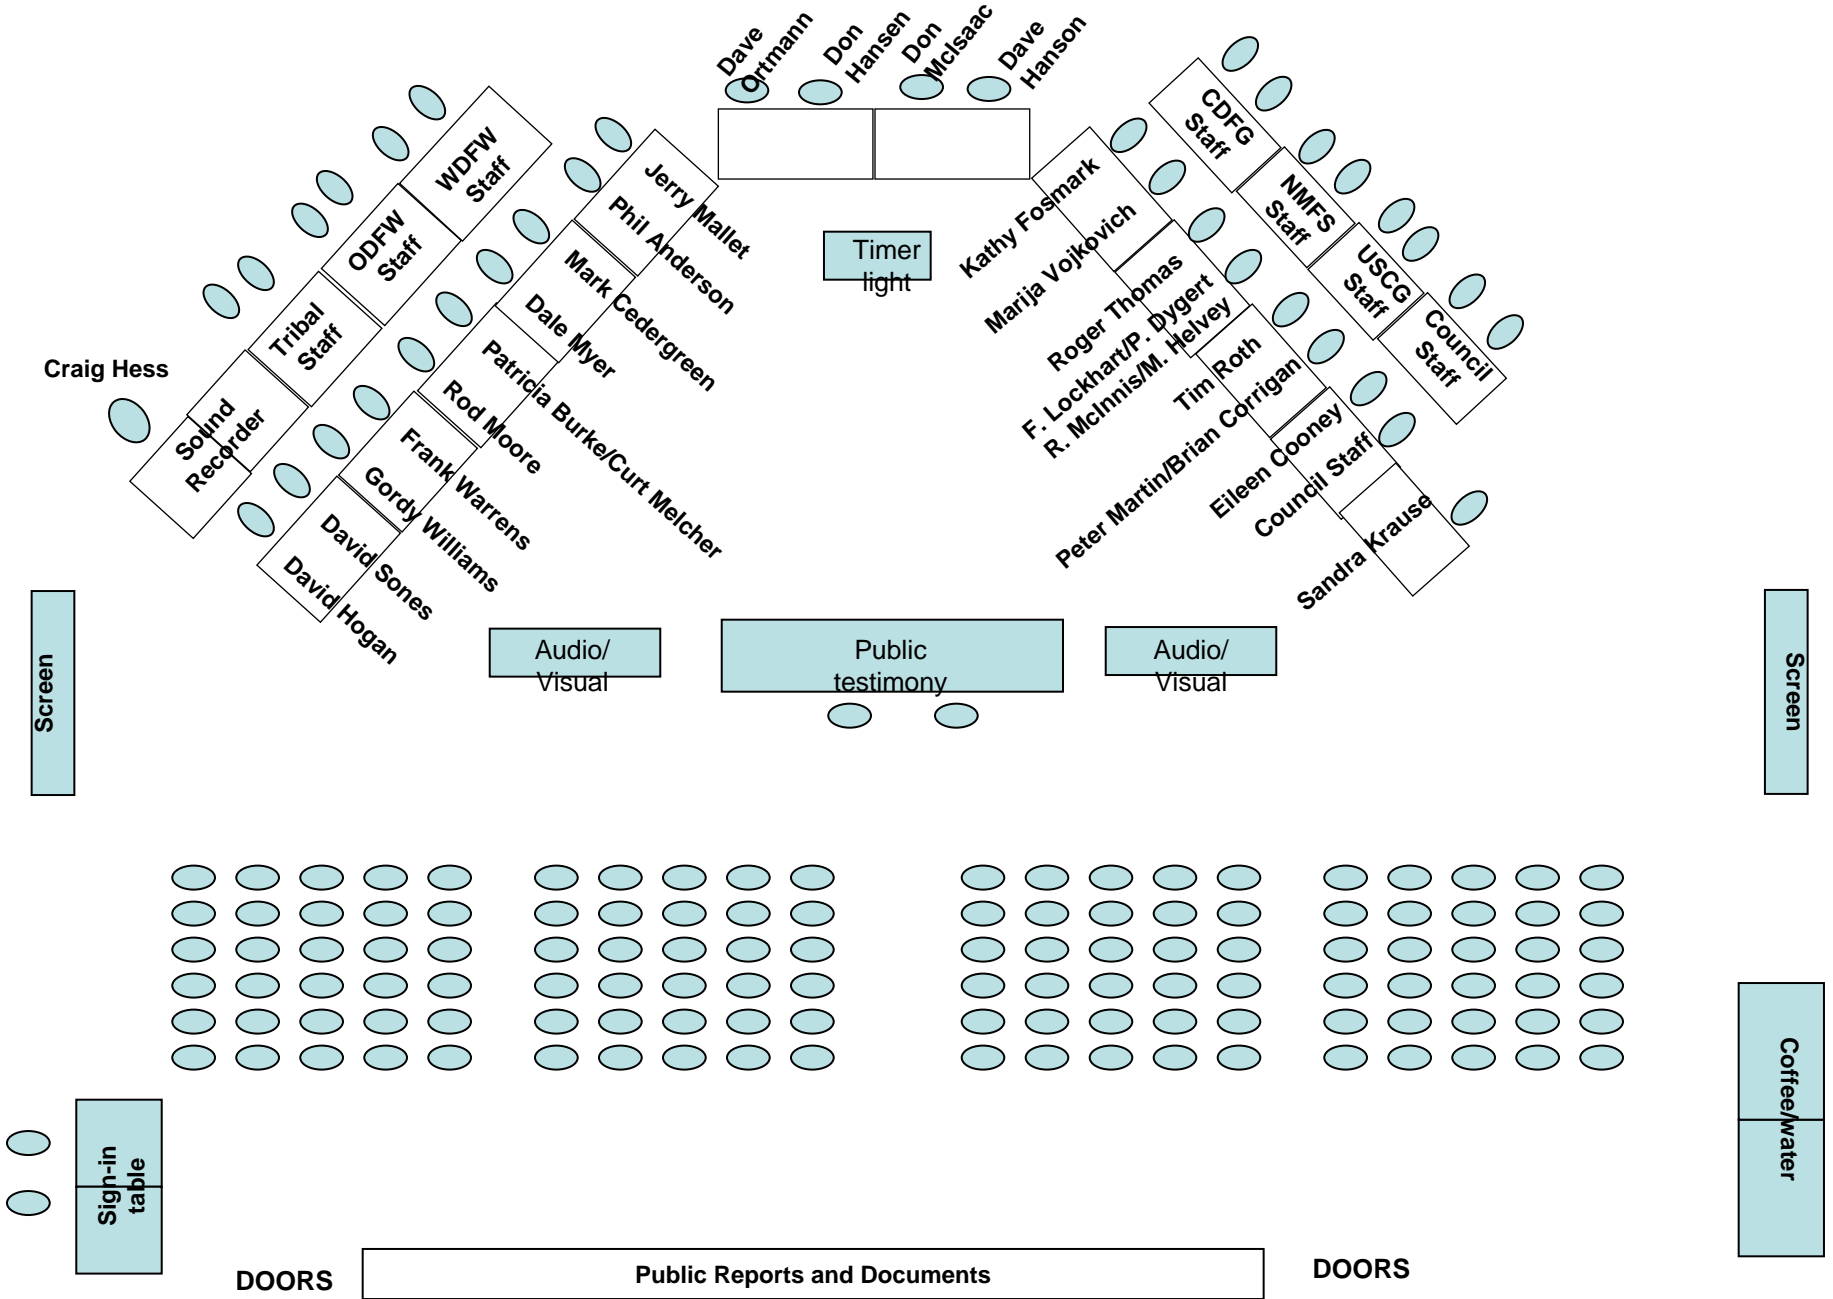 Dave
Ortmann
Don
Hansen
Don
McIsaac
Dave
Hanson
WDFW
Staff
ODFW
Staff
Tribal
Staff
Sound
Recorder
Craig Hess
Jerry Mallet
Phil Anderson
Mark Cedergreen
Dale Myer
Patricia Burke/Curt Melcher
Rod Moore
Frank Warrens
Gordy Williams
David Sones
David Hogan
Timer
light
Kathy Fosmark
Marija Vojkovich
Roger Thomas
F. Lockhart/P. Dygert
R. McInnis/M. Helvey
Tim Roth
Peter Martin/Brian Corrigan
Eileen Cooney
Council Staff
Sandra Krause
CDFG
Staff
NMFS
Staff
USCG
Staff
Council
Staff
Screen
Audio/
Visual
Public
testimony
Audio/
Visual
Screen
Coffee/water
Sign-in
table
DOORS
Public Reports and Documents
DOORS